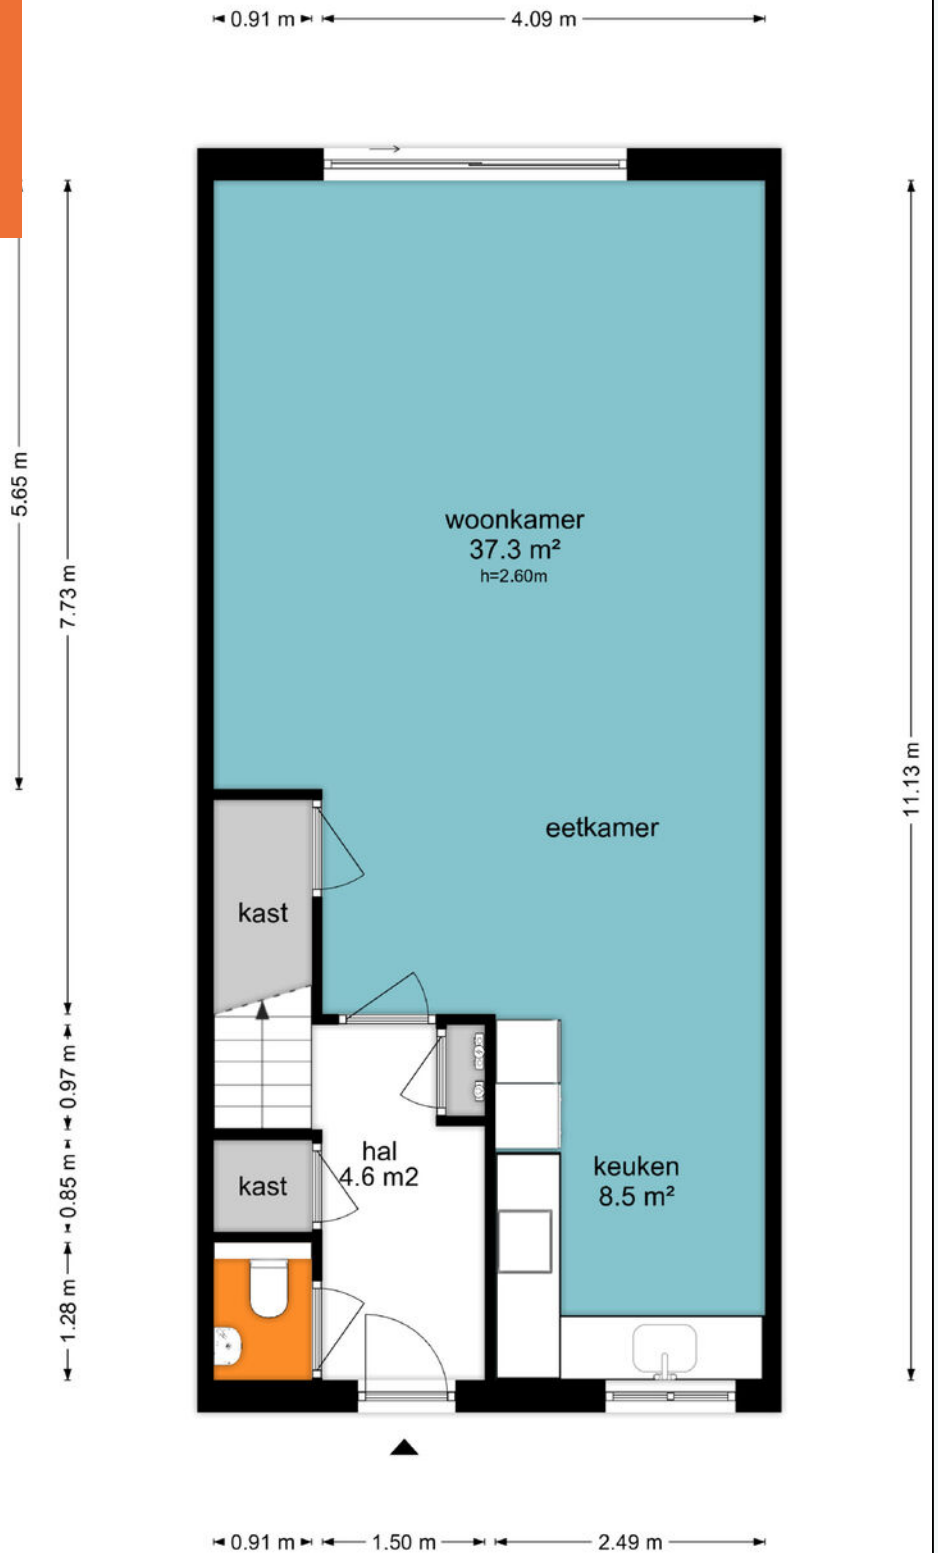 0.91 m
4.09 m
5.65 m
7.73 m
woonkamer
37.3 m²
h=2.60m
11.13 m
eetkamer
kast
0.97 m
hal
4.6 m2
keuken
8.5 m²
0.85 m
kast
1.28 m
0.91 m
1.50 m
2.49 m